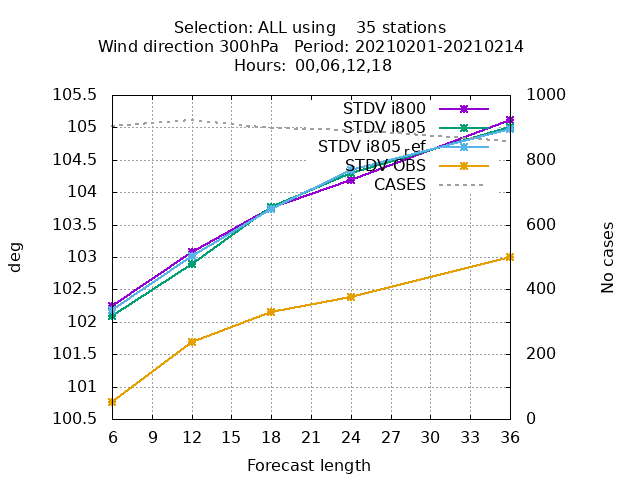 Selection: ALL using    35 stations
Wind direction 300hPa   Period: 20210201-20210214
Hours:  00,06,12,18
105.5
105
104.5
104
103.5
103
102.5
102
101.5
101
100.5
deg
STDV i800
STDV i805
STDV i805_ref
STDV OBS
CASES
1000
800
600
400
200
0
No cases
6 9 12 15 18 21 24 27 30 33 36
Forecast length